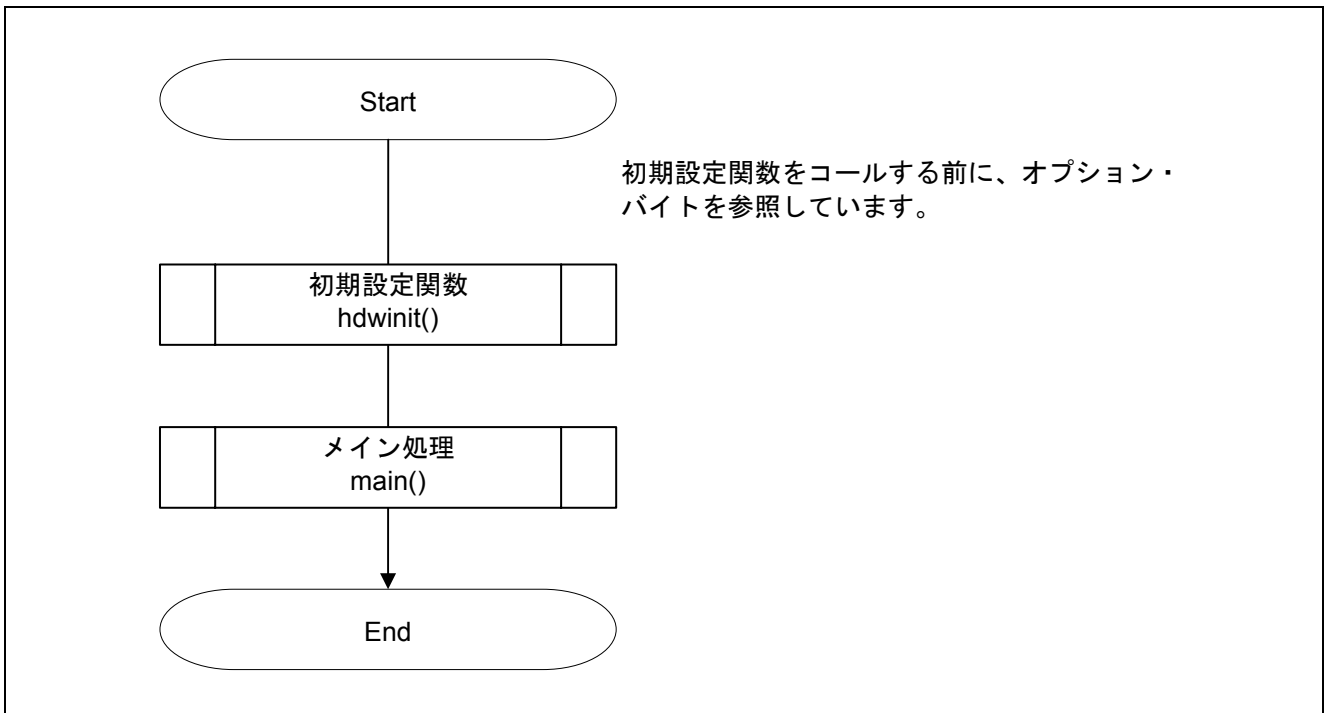 Start
初期設定関数をコールする前に、オプション・
バイトを参照しています。
初期設定関数
hdwinit()
メイン処理
main()
End